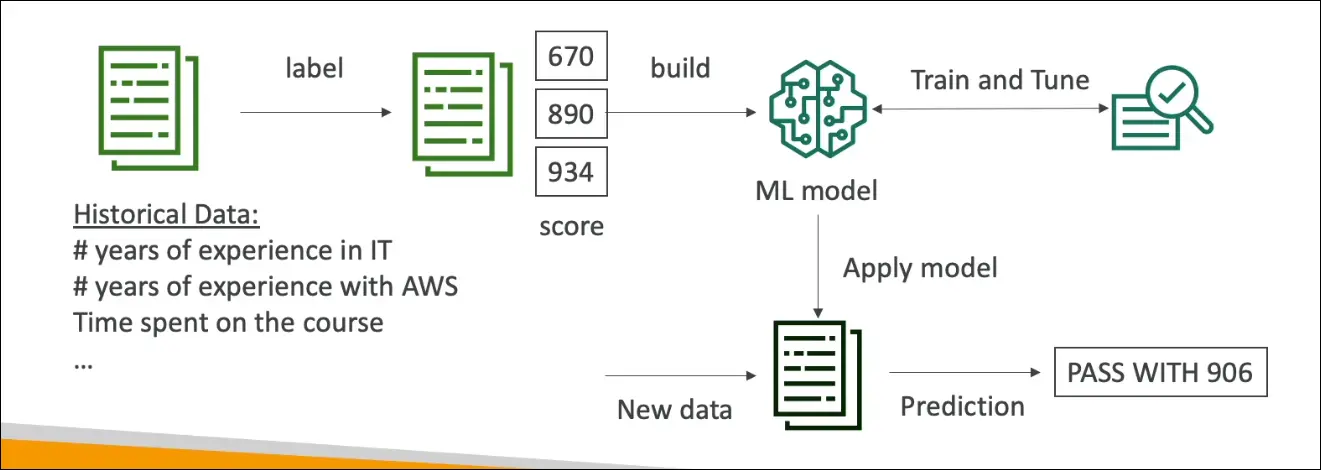 label
670
890
934
score
build
Train and Tune
ML model
Historical Data:
# years of experience in IT
# years of experience with AWS
Time spent on the course
...
Apply model
New data
Prediction
PASS WITH 906